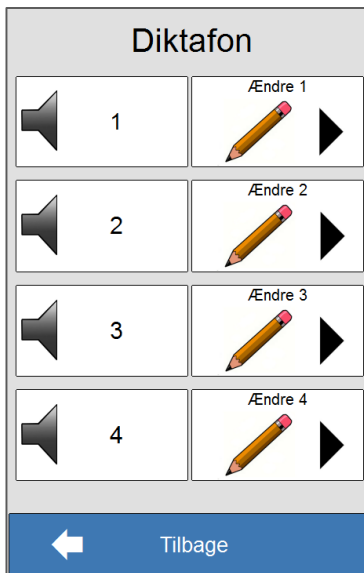 Diktafon
1
Ændre 1
2
Ændre 2
3
Ændre 3
4
Ændre 4
Tilbage